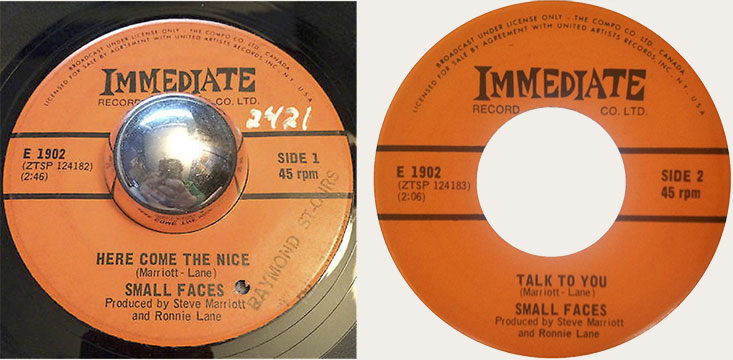 BROADCAST UNDER LICENSE ONLY - THE COMPO CO. LTD., CANADA.
LICENSED FOR SALE BY AGREEMENT WITH UNITED ARTISTS RECORDS, INC. N.Y. U.S.A.
IMMEDIATE
RECORD CO. LTD.
2421
E 1902
(ZTSP 124182)
(2:46)
SIDE 1
45 rpm
RAYMOND ST-OURS
HERE COME THE NICE
(Marriott - Lane)
SMALL FACES
Produced by Steve Marriott
and Ronnie Lane
BROADCAST UNDER LICENSE ONLY - THE COMPO CO. LTD., CANADA.
LICENSED FOR SALE BY AGREEMENT WITH UNITED ARTISTS RECORDS, INC. N.Y. U.S.A.
IMMEDIATE
RECORD CO. LTD.
E 1902
(ZTSP 124183)
(2:06)
SIDE 2
45 rpm
TALK TO YOU
(Marriott - Lane)
SMALL FACES
Produced by Steve Marriott
and Ronnie Lane